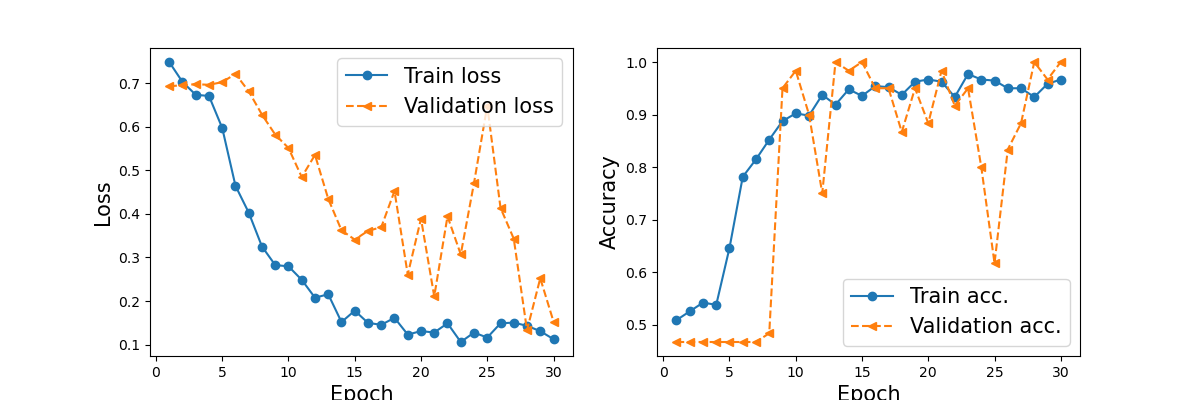 Train loss
Validation loss
Loss
0.7
0.6
0.5
0.4
0.3
0.2
0.1
0 5 10 15 20 25 30
Epoch
Train acc.
Validation acc.
Accuracy
1.0
0.9
0.8
0.7
0.6
0.5
0 5 10 15 20 25 30
Epoch